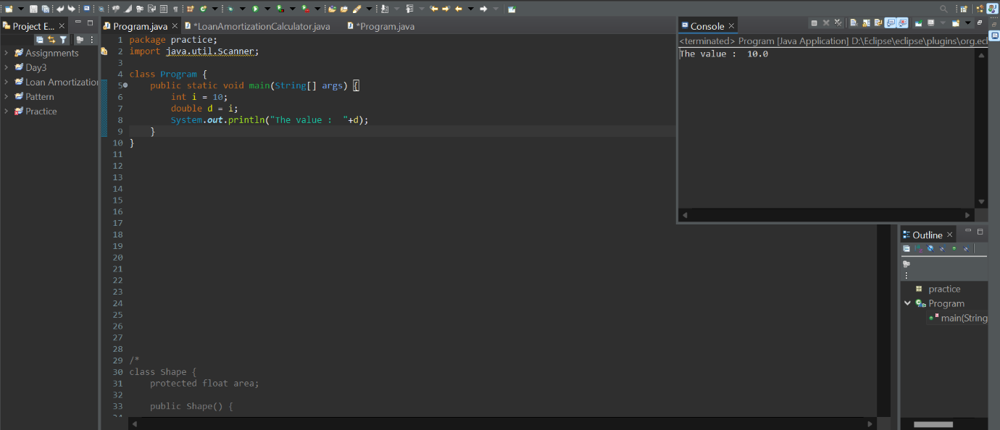 Project E...
Assignments
Day3
Loan Amortization
Pattern
Practice
Program.java
*LoanAmortizationCalculator.java
*Program.java
1 package practice;
2 import java.util.Scanner;
3
4 class Program {
5 public static void main(String[] args) {
6 int i = 10;
7 double d = i;
8 System.out.println("The value :  "+d);
9 }
10 }
11
12
13
14
15
16
17
18
19
20
21
22
23
24
25
26
27
28
29 /*
30 class Shape {
31 protected float area;
32
33 public Shape() {
Console
<terminated> Program [Java Application] D:\Eclipse\eclipse\plugins\org.ecl
The value :  10.0
Outline
practice
Program
main(String